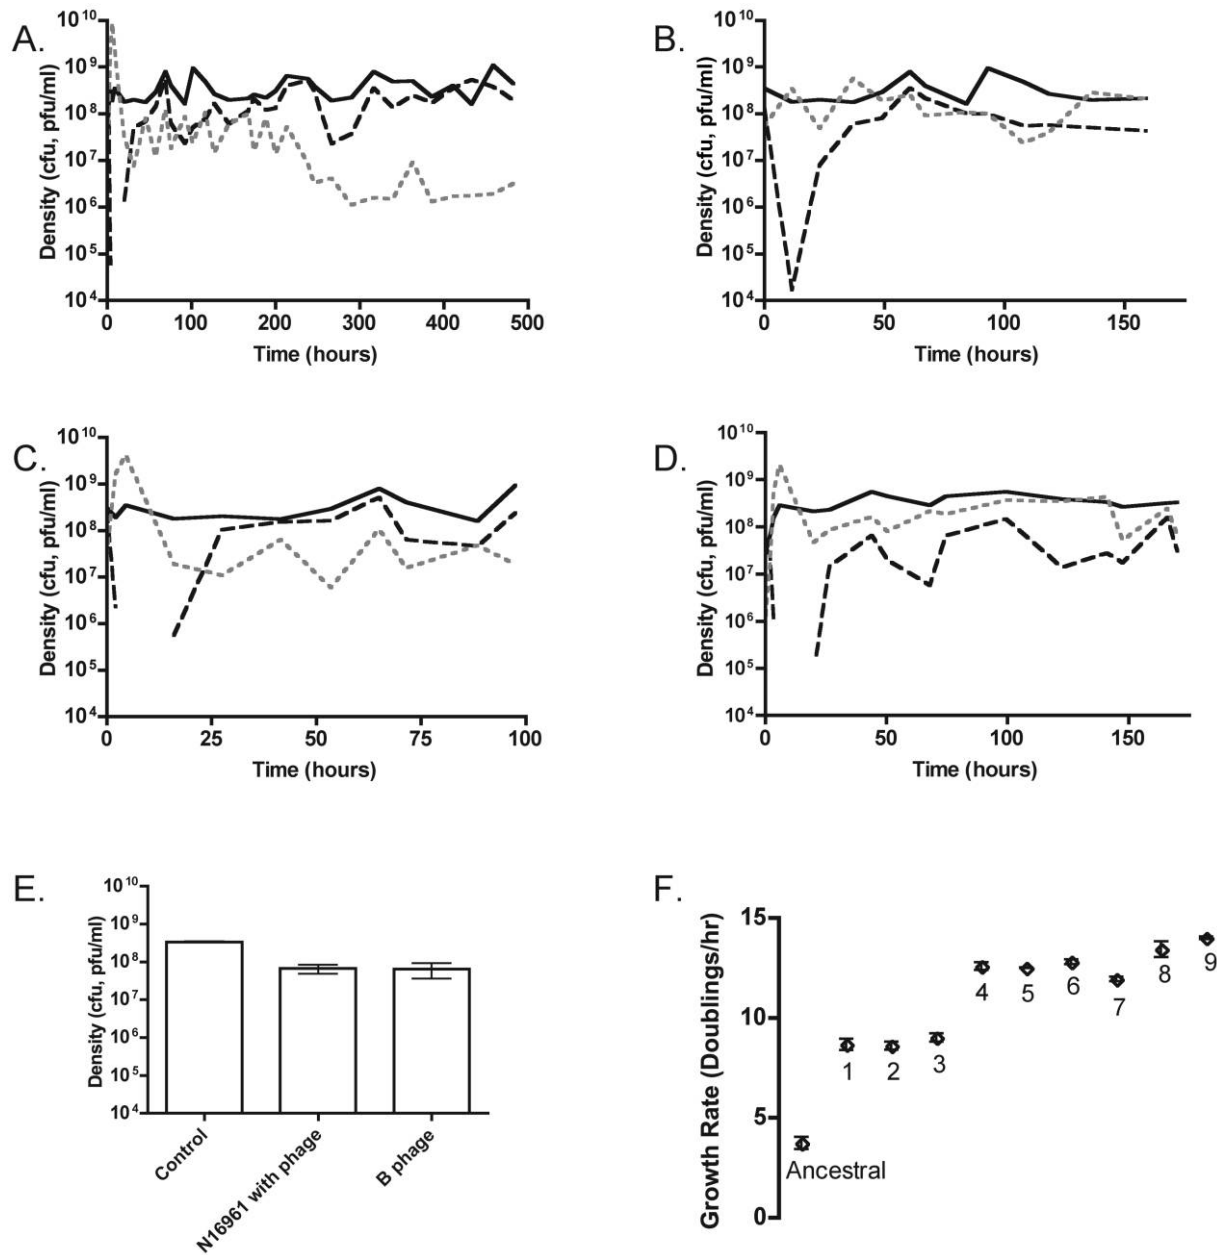 A.
Density (cfu, pfu/ml)
10^10
10^9
10^8
10^7
10^6
10^5
10^4
0 100 200 300 400 500
Time (hours)
B.
Density (cfu, pfu/ml)
10^10
10^9
10^8
10^7
10^6
10^5
10^4
0 50 100 150
Time (hours)
C.
Density (cfu, pfu/ml)
10^10
10^9
10^8
10^7
10^6
10^5
10^4
0 25 50 75 100
Time (hours)
D.
Density (cfu, pfu/ml)
10^10
10^9
10^8
10^7
10^6
10^5
10^4
0 50 100 150
Time (hours)
E.
Density (cfu, pfu/ml)
10^10
10^9
10^8
10^7
10^6
10^5
10^4
Control
N16961 with phage
B phage
F.
Growth Rate (Doublings/hr)
15
10
5
0
Ancestral
1 2 3 4 5 6 7 8 9